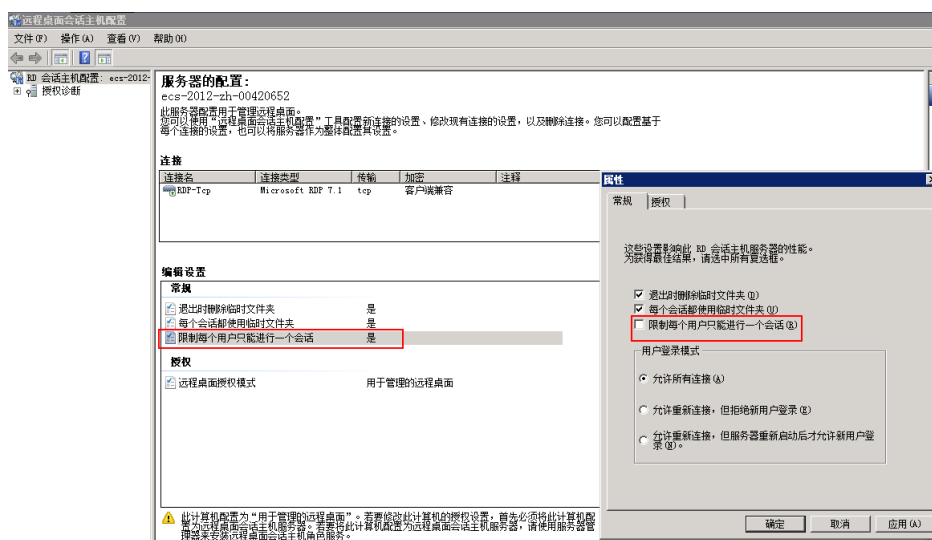 远程桌面会话主机配置
文件(F) 操作(A) 查看(V) 帮助(H)
RD 会话主机配置: ecs-2012-
授权诊断
服务器的配置:
ecs-2012-zh-00420652
此服务器配置用于管理远程桌面。
您可以使用“远程桌面会话主机配置”工具配置新连接的设置、修改现有连接的设置，以及删除连接。您可以配置基于
每个连接的设置，也可以将服务器作为整体配置其设置。
连接
连接名 连接类型 传输 加密 注释
RDP-Tcp Microsoft RDP 7.1 tcp 客户端兼容
编辑设置
常规
退出时删除临时文件夹 是
每个会话都使用临时文件夹 是
限制每个用户只能进行一个会话 是
授权
远程桌面授权模式 用于管理的远程桌面
此计算机配置为“用于管理的远程桌面”。若要修改此计算机的授权设置，首先必须将此计算机配
置为远程桌面会话主机服务器。若要将此计算机配置为远程桌面会话主机服务器，请使用服务器管
理器来安装远程桌面会话主机角色服务。
属性
常规 授权
这些设置影响此 RD 会话主机服务器的性能。
为获得最佳结果，请选中所有复选框。
退出时删除临时文件夹(D)
每个会话都使用临时文件夹(U)
限制每个用户只能进行一个会话(R)
用户登录模式
允许所有连接(A)
允许重新连接，但拒绝新用户登录(E)
允许重新连接，但服务器重新启动后才允许新用户登
录(N)。
确定 取消 应用(A)